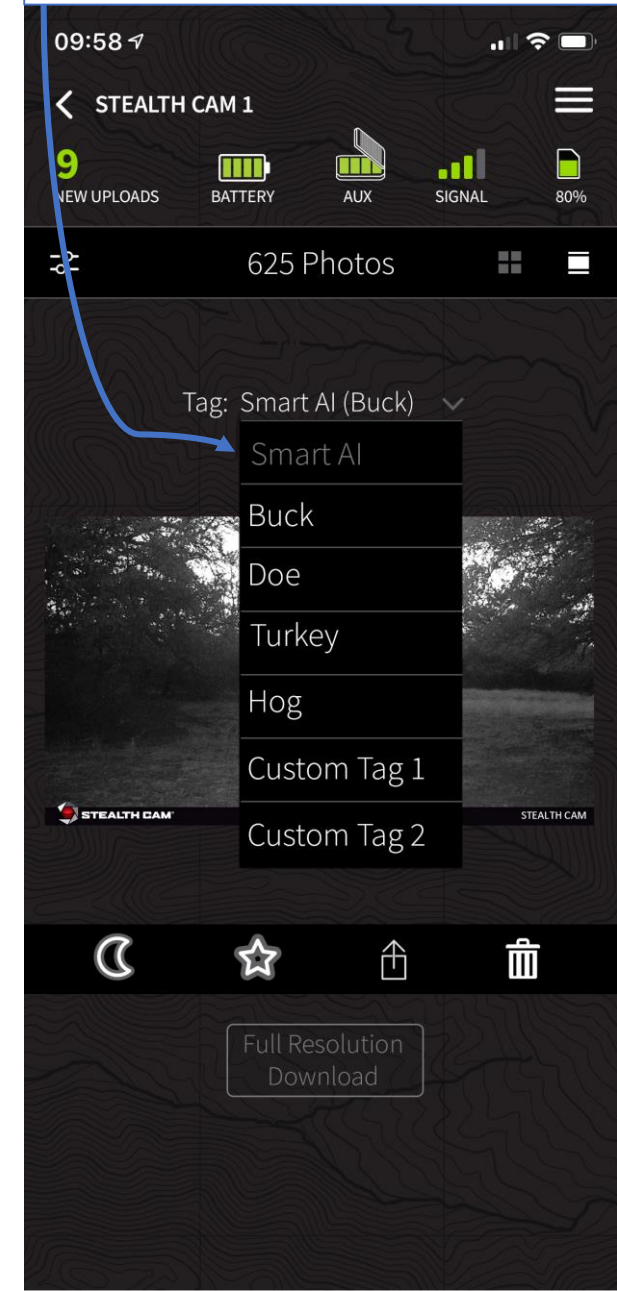 09:58
STEALTH CAM 1
9
NEW UPLOADS
BATTERY
AUX
SIGNAL
80%
625 Photos
Tag: Smart AI (Buck)
Smart AI
Buck
Doe
Turkey
Hog
Custom Tag 1
Custom Tag 2
STEALTH CAM
STEALTH CAM
Full Resolution
Download